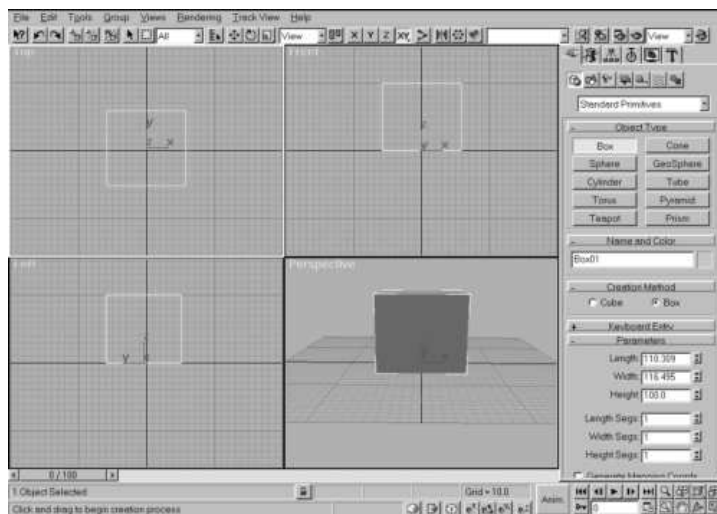 File Edit Tools Group Views Rendering Track View Help
All View X Y Z XY View
Top Front
y
z x
z
y x
Standard Primitives
Object Type
Box Cone
Sphere GeoSphere
Cylinder Tube
Torus Pyramid
Teapot Prism
Name and Color
Box01
Left Perspective
y
Creation Method
Cube Box
Keyboard Entry
Parameters
Length: 110.309
Width: 116.495
Height: 100.0
Length Segs: 1
Width Segs: 1
Height Segs: 1
Generate Mapping Coords.
0 / 100
1 Object Selected Grid = 10.0
Click and drag to begin creation process
Anim 0